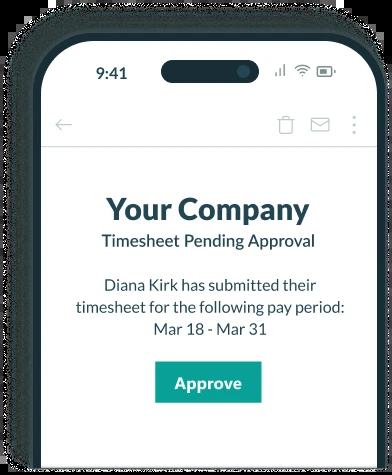 9:41
Your Company
Timesheet Pending Approval
Diana Kirk has submitted their
timesheet for the following pay period:
Mar 18 - Mar 31
Approve